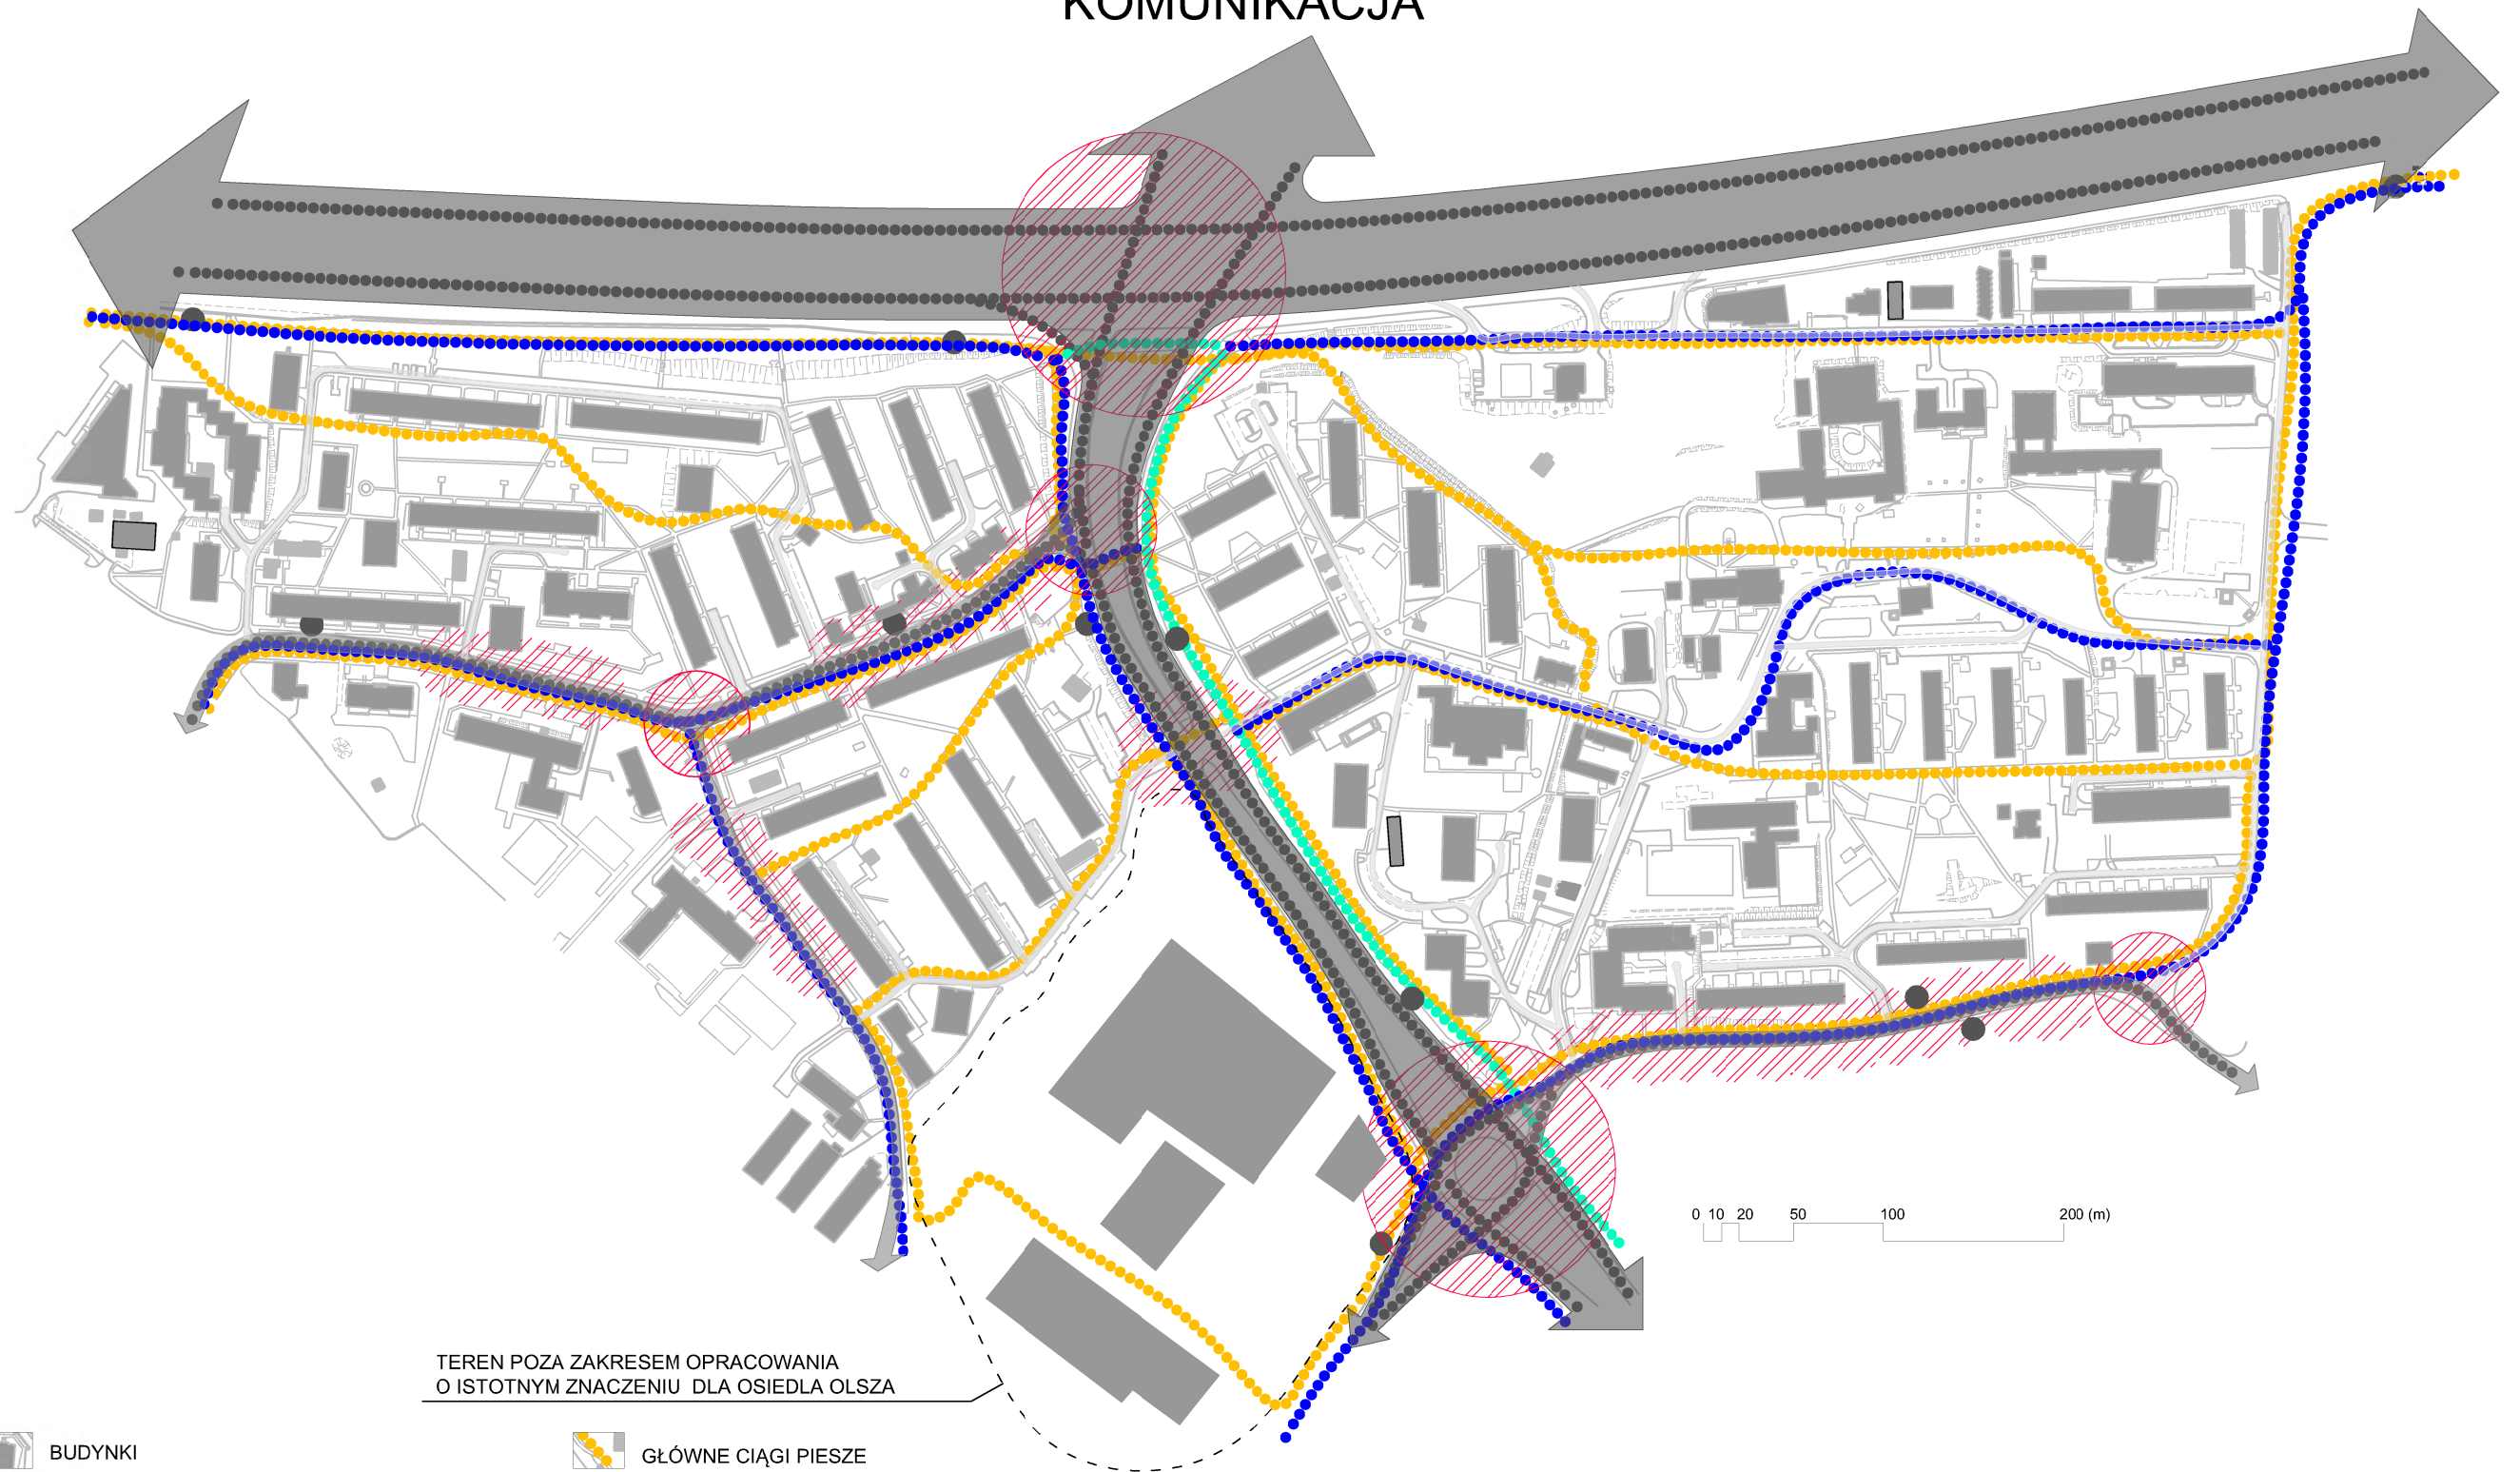 KOMUNIKACJA
0 10 20 50 100 200 (m)
TEREN POZA ZAKRESEM OPRACOWANIA
O ISTOTNYM ZNACZENIU DLA OSIEDLA OLSZA
BUDYNKI
GŁÓWNE CIĄGI PIESZE